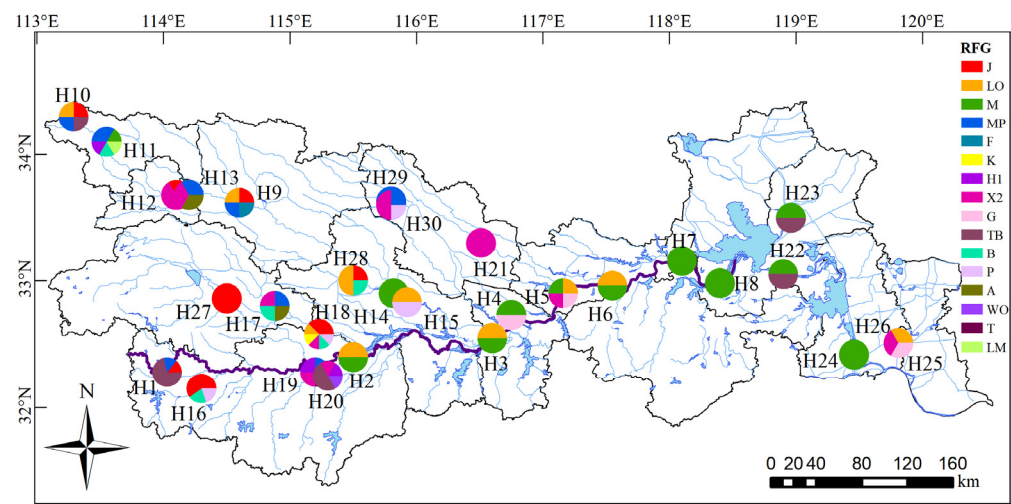 113°E 114°E 115°E 116°E 117°E 118°E 119°E 120°E
34°N
33°N
32°N
RFG
J
LO
M
MP
F
K
H1
X2
G
TB
B
P
A
WO
T
LM
H10
H11
H13
H12
H9
H29
H30
H23
H7
H21
H22
H28
H8
H4
H5
H27
H18
H14
H6
H17
H15
H26
H3
H24
H25
H1
H19
H2
H20
H16
N
0 20 40 80 120 160
km